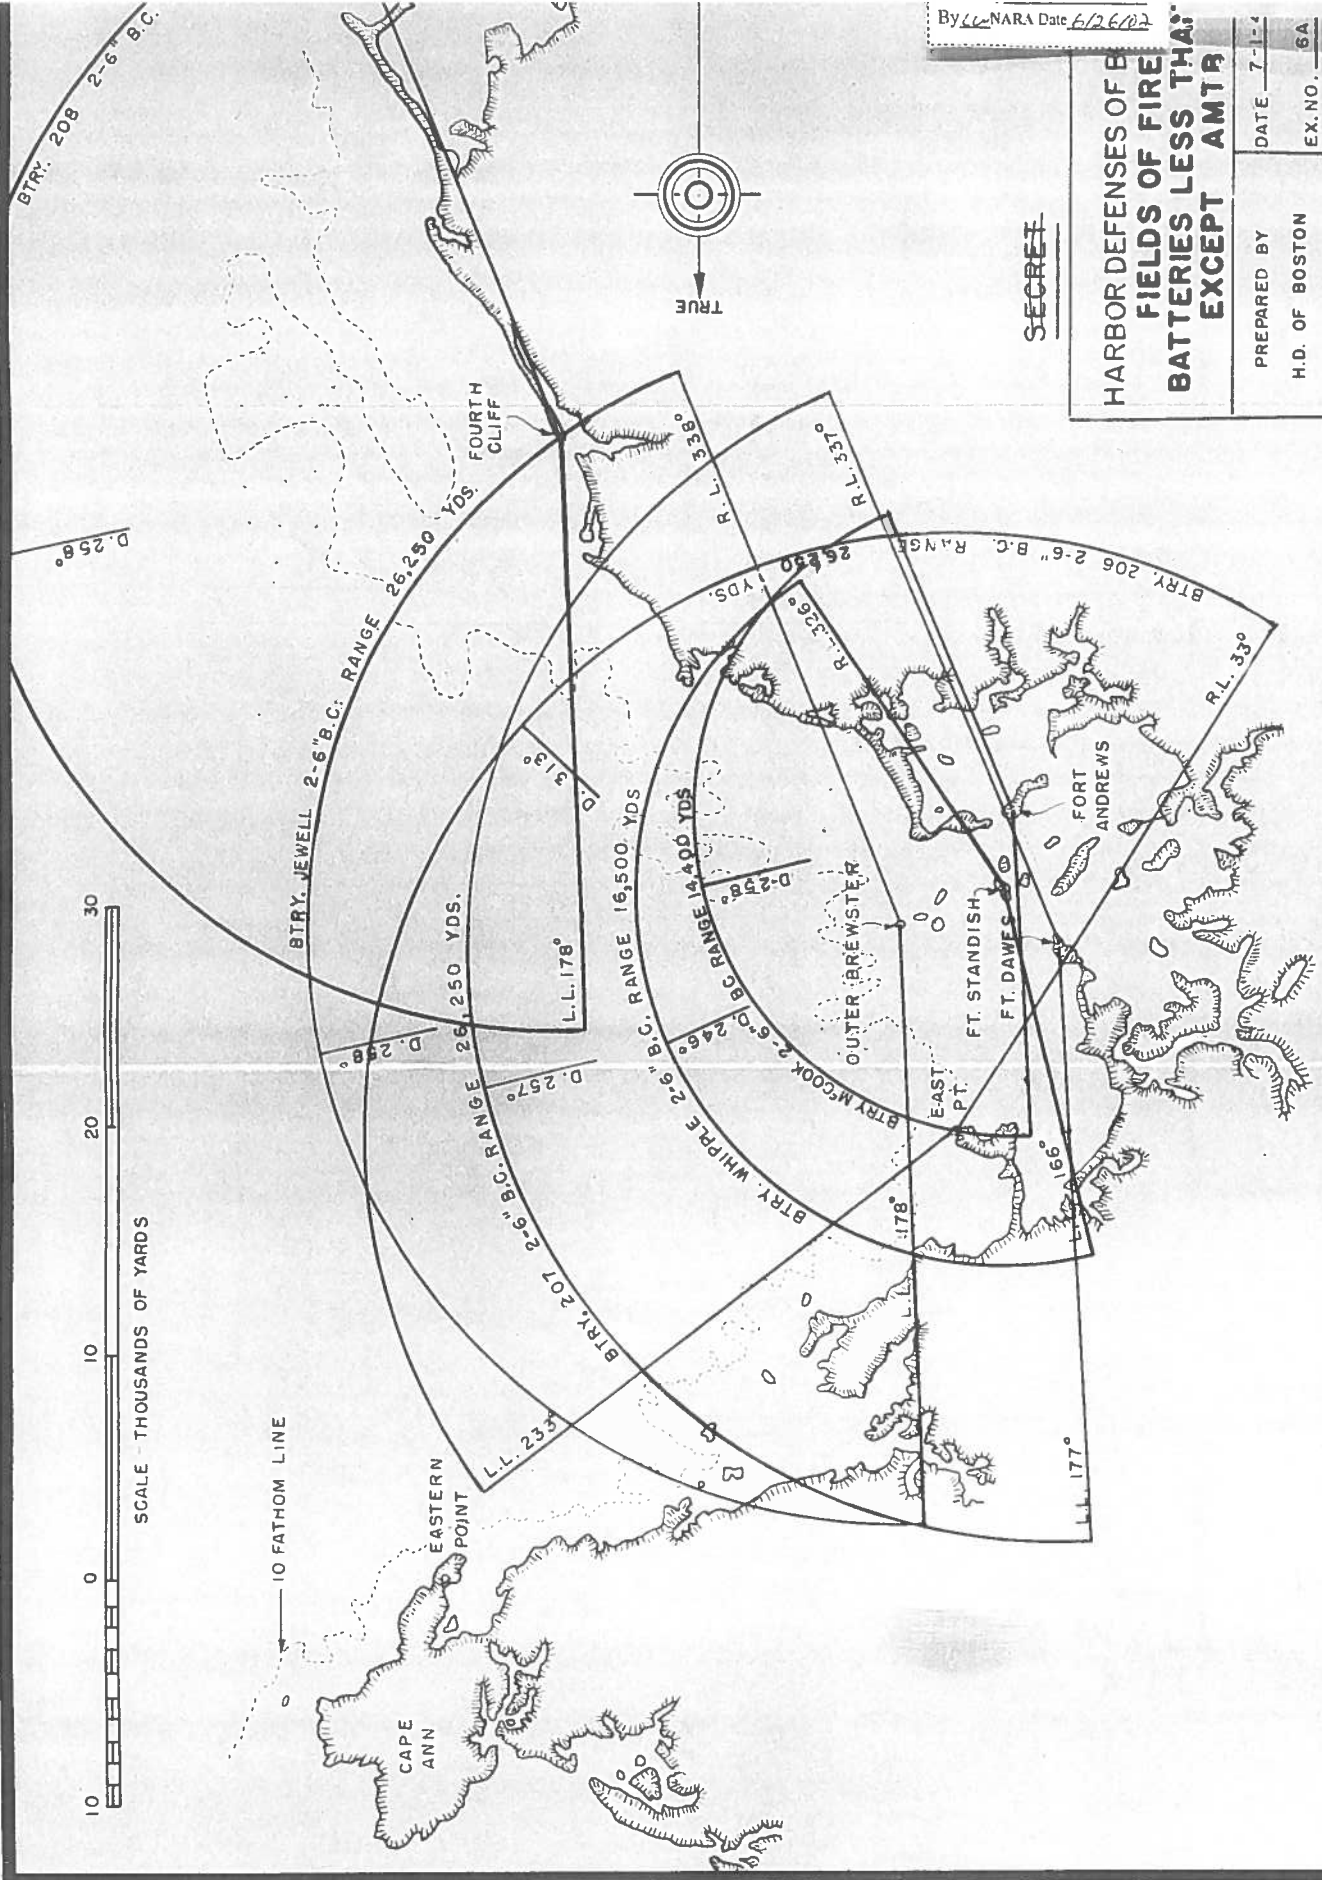 By NARA Date 6/26/02
SECRET
HARBOR DEFENSES OF B
FIELDS OF FIRE
BATTERIES LESS THAN
EXCEPT AMTB
PREPARED BY
H.D. OF BOSTON
DATE 7-1-
EX. NO. 6A
TRUE
BTRY. 208 2-6" B.C.
D. 258°
FOURTH
CLIFF
BTRY. JEWELL 2-6" B.C. RANGE 26,250 YDS.
R. L. 338°
R.L. 337°
R.L. 326°
R.L. 33°
BTRY. 206 2-6" B.C. RANGE 26,250 YDS.
D. 313°
L.L. 178°
D. 258°
D. 257°
BTRY. 207 2-6" B.C. RANGE 26,250 YDS.
BTRY. WHIPPLE 2-6" B.C. RANGE 16,500 YDS
BTRY McCOOK 2-6" D. BC RANGE 14,400 YDS
D-258°
246°
OUTER BREWSTER
FT. STANDISH
FT. DAWES
FORT
ANDREWS
EAST
PT.
L.L. 178°
166°
L.L. 177°
L.L. 233°
SCALE - THOUSANDS OF YARDS
10 0 10 20 30
10 FATHOM LINE
EASTERN
POINT
CAPE
ANN